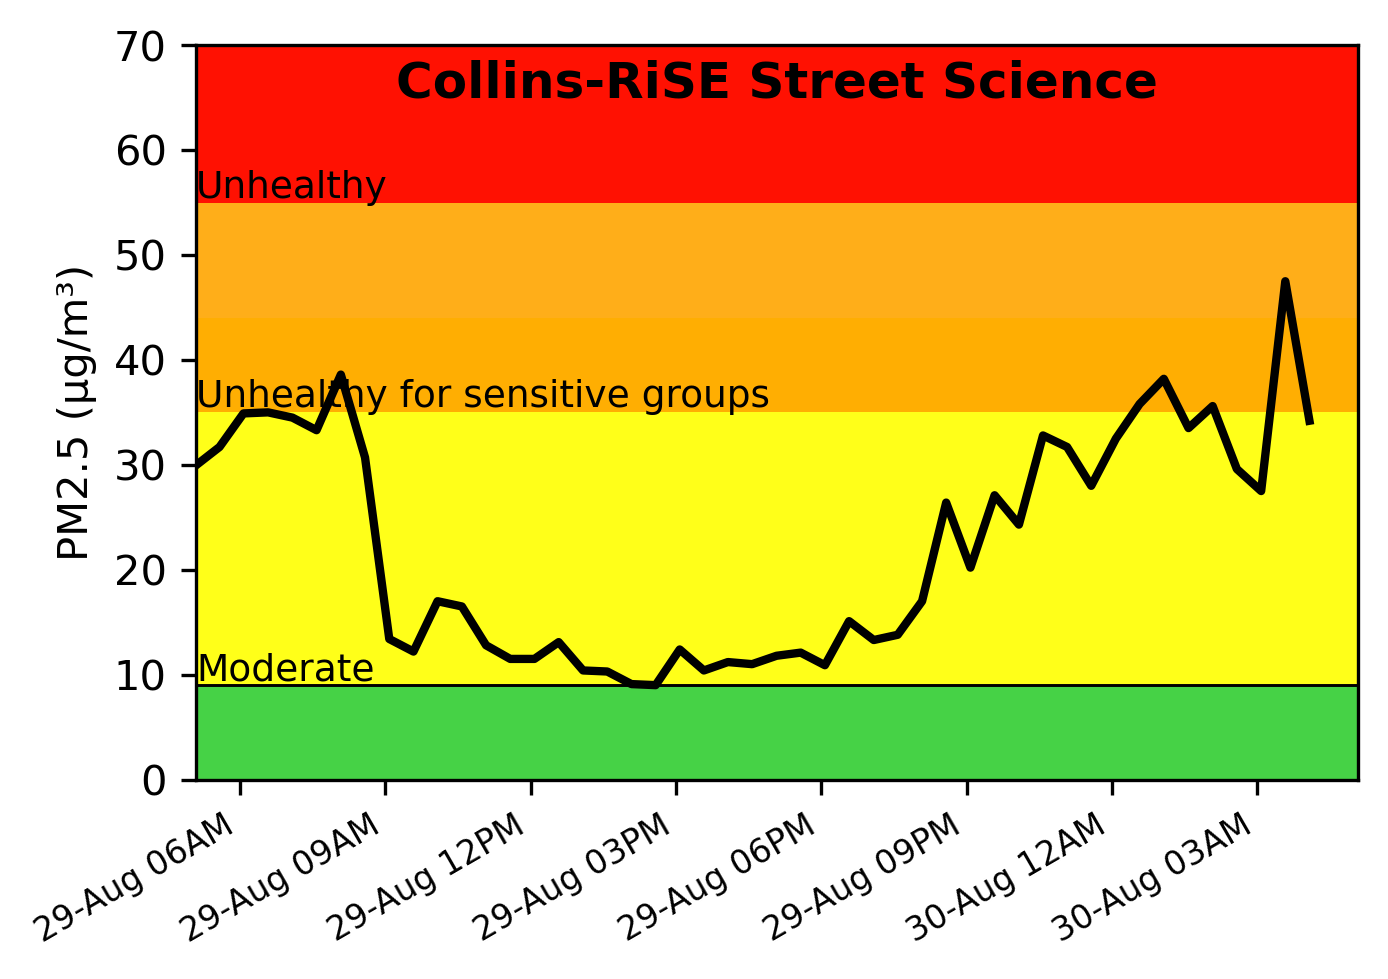 Collins-RiSE Street Science
70
60
50
40
30
20
10
0
PM2.5 (µg/m³)
Unhealthy
Unhealthy for sensitive groups
Moderate
29-Aug 06AM
29-Aug 09AM
29-Aug 12PM
29-Aug 03PM
29-Aug 06PM
29-Aug 09PM
30-Aug 12AM
30-Aug 03AM